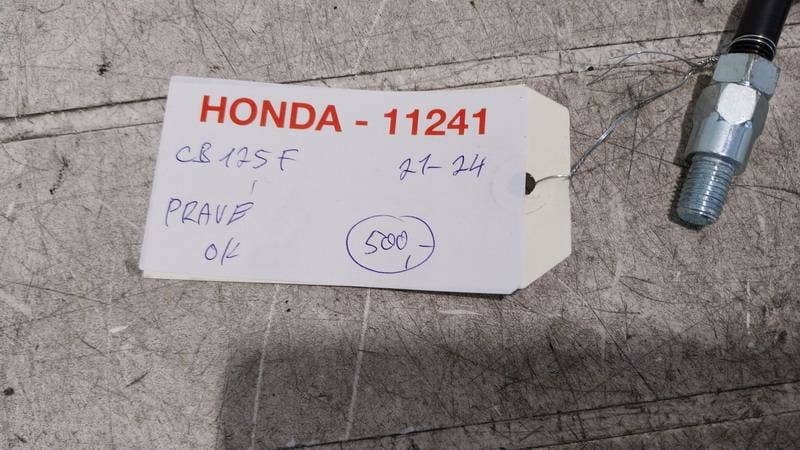 HONDA - 11241
CB 125 F 21-24
PRAVÉ
OK 500,-